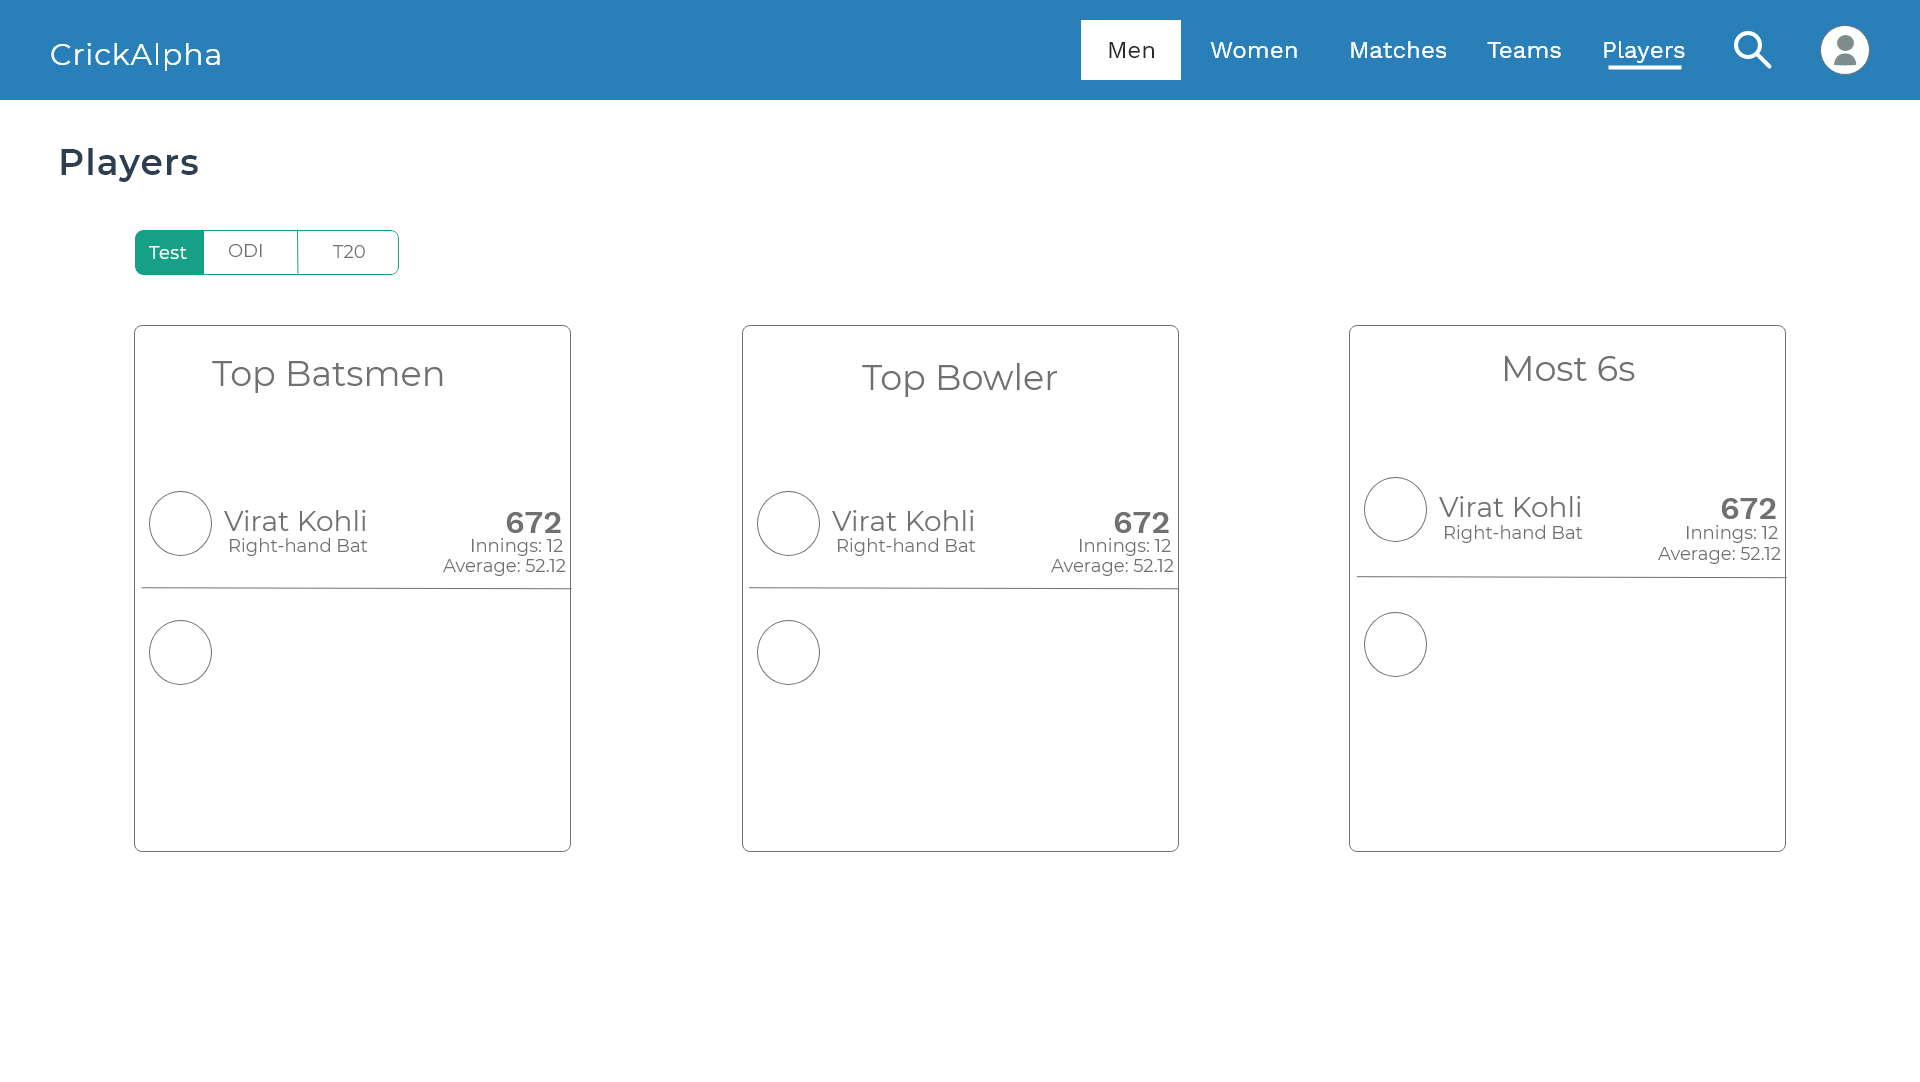 CrickAlpha
Men
Women
Matches
Teams
Players
Players
Test
ODI
T20
Top Batsmen
Virat Kohli
Right-hand Bat
672
Innings: 12
Average: 52.12
Top Bowler
Virat Kohli
Right-hand Bat
672
Innings: 12
Average: 52.12
Most 6s
Virat Kohli
Right-hand Bat
672
Innings: 12
Average: 52.12